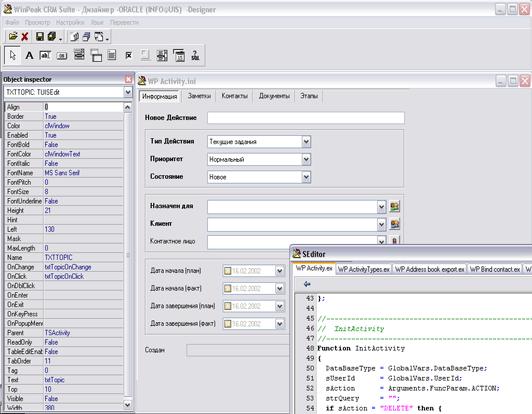 WinPeak CRM Suite - Дизайнер -ORACLE (INFO@UIS) -Designer
Файл Просмотр Настройки Язык Перевести
Object inspector
TXTTOPIC: TUISEdit
Align
Border True
Color clWindow
Enabled True
FontBold False
FontColor clWindowText
FontItalic False
FontName MS Sans Serif
FontPitch 0
FontSize 8
FontUnderline False
Height 21
Hint
Left 130
Mask
MaxLength 0
Name TXTTOPIC
OnChange txtTopicOnChange
OnClick txtTopicOnClick
OnDblClick
OnEnter
OnExit
OnKeyPress
OnPopupMen
Parent TSActivity
ReadOnly False
TableEditEnab False
TabOrder 11
Tag 0
Text txtTopic
Top 10
Visible False
Width 380
WP Activity.ini
Информация Заметки Контакты Документы Этапы
Новое Действие
Тип Действия Текущие задания
Приоритет Нормальный
Состояние Новое
Назначен для
Клиент
Контактное лицо
Дата начала (план) 16.02.2002
Дата начала (факт) 16.02.2002
Дата завершения (план) 16.02.2002
Дата завершения (факт) 16.02.2002
Создан
SEditor
WP Activity.ex WP ActivityTypes.ex WP Address book export.ex WP Bind contact.ex
43 };
44
45 //----------------------------
46 // InitActivity
47 //----------------------------
48 Function InitActivity
49 {
50 DataBaseType = GlobalVars.DataBaseType;
51 sUserId = GlobalVars.UserId;
52 sAction = Arguments.FuncParam.ACTION;
53 strQuery = "";
54 if sAction = "DELETE" then {